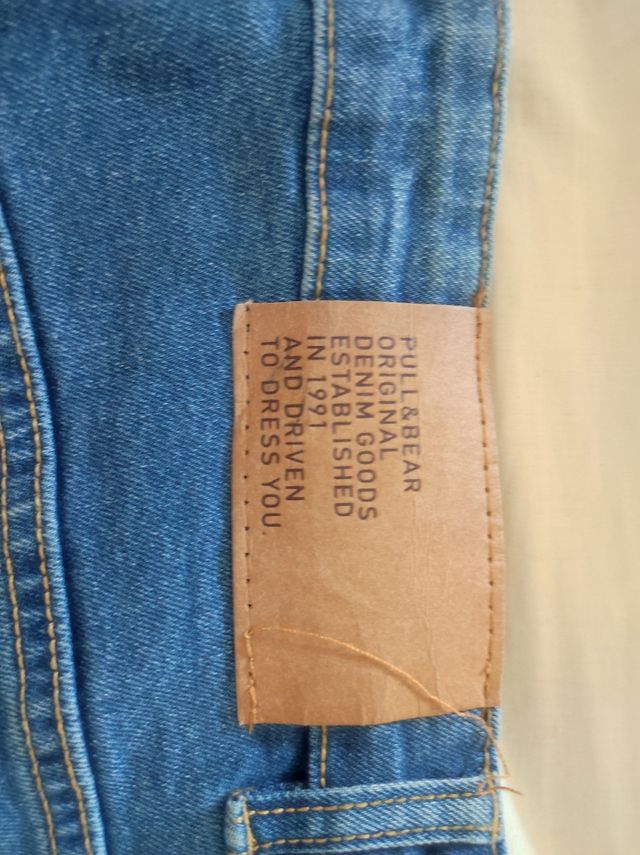 PULL&BEAR
ORIGINAL
DENIM GOODS
ESTABLISHED
IN 1991
AND DRIVEN
TO DRESS YOU.